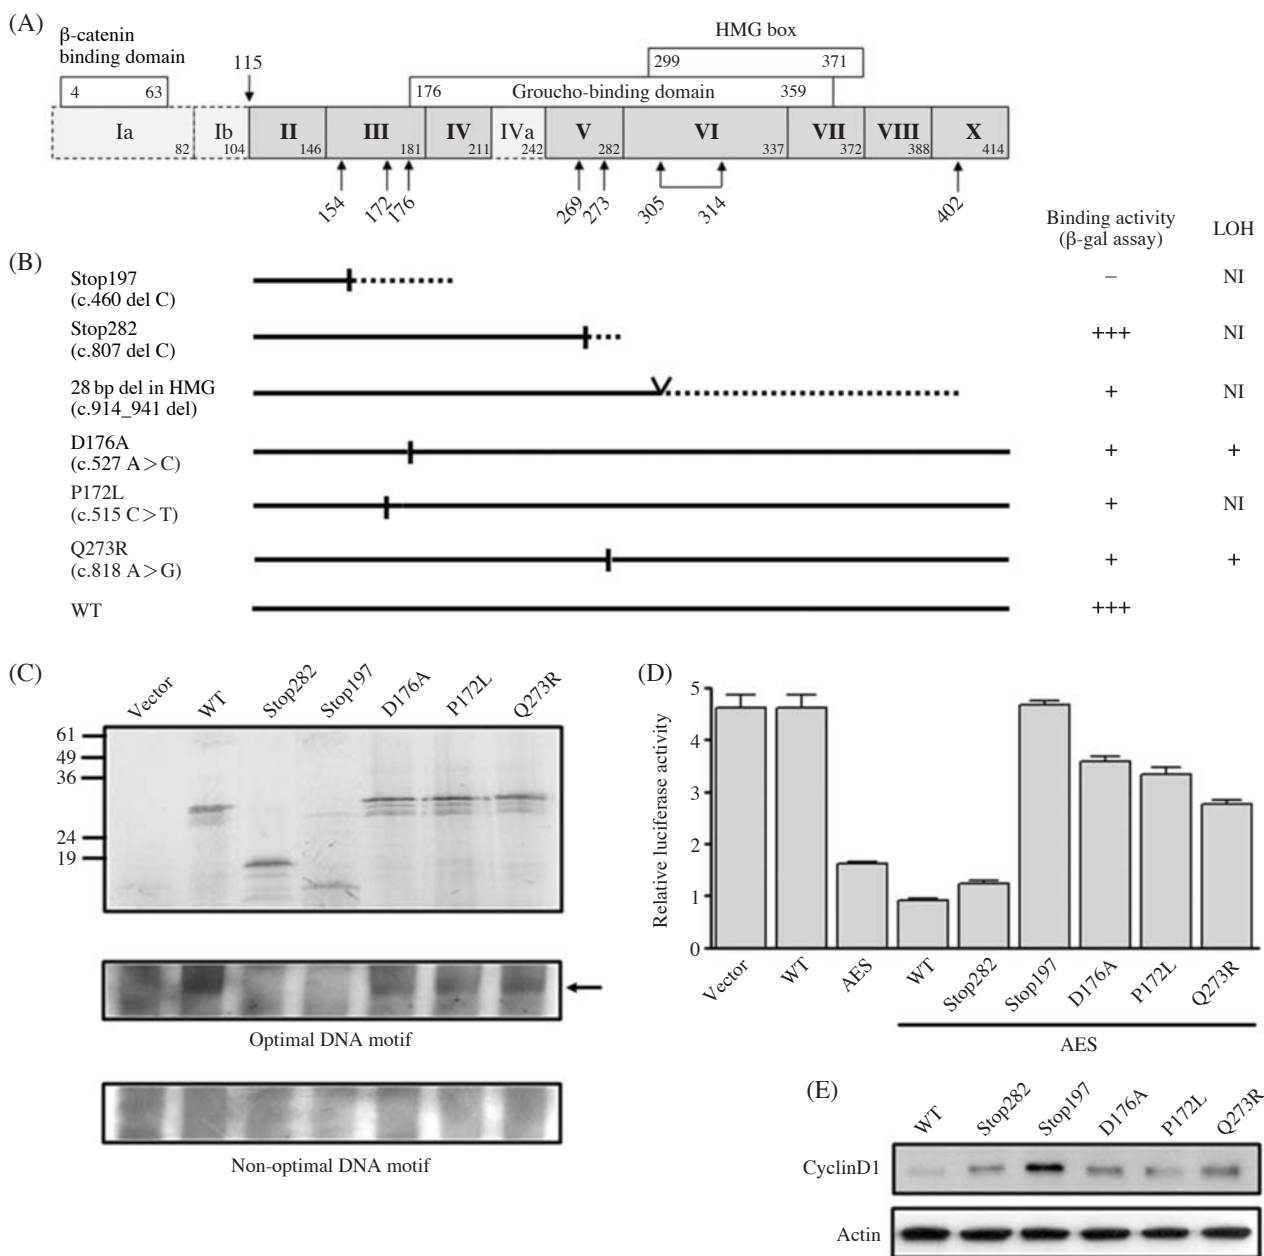 (A)
β-catenin
binding domain
HMG box
115
299 371
4 63
176 Groucho-binding domain 359
Ia Ib II III IV IVa V VI VII VIII X
82 104 146 181 211 242 282 337 372 388 414
154 172 176 269 273 305 314 402
Binding activity
(β-gal assay)
LOH
(B)
Stop197
(c.460 del C)
– NI
Stop282
(c.807 del C)
+++ NI
28 bp del in HMG
(c.914_941 del)
+ NI
D176A
(c.527 A>C)
+ +
P172L
(c.515 C>T)
+ NI
Q273R
(c.818 A>G)
+ +
WT
+++
(C)
Vector WT Stop282 Stop197 D176A P172L Q273R
61
49
36
24
19
Optimal DNA motif
Non-optimal DNA motif
(D)
Relative luciferase activity
5
4
3
2
1
0
Vector WT AES WT Stop282 Stop197 D176A P172L Q273R
AES
(E)
WT Stop282 Stop197 D176A P172L Q273R
CyclinD1
Actin